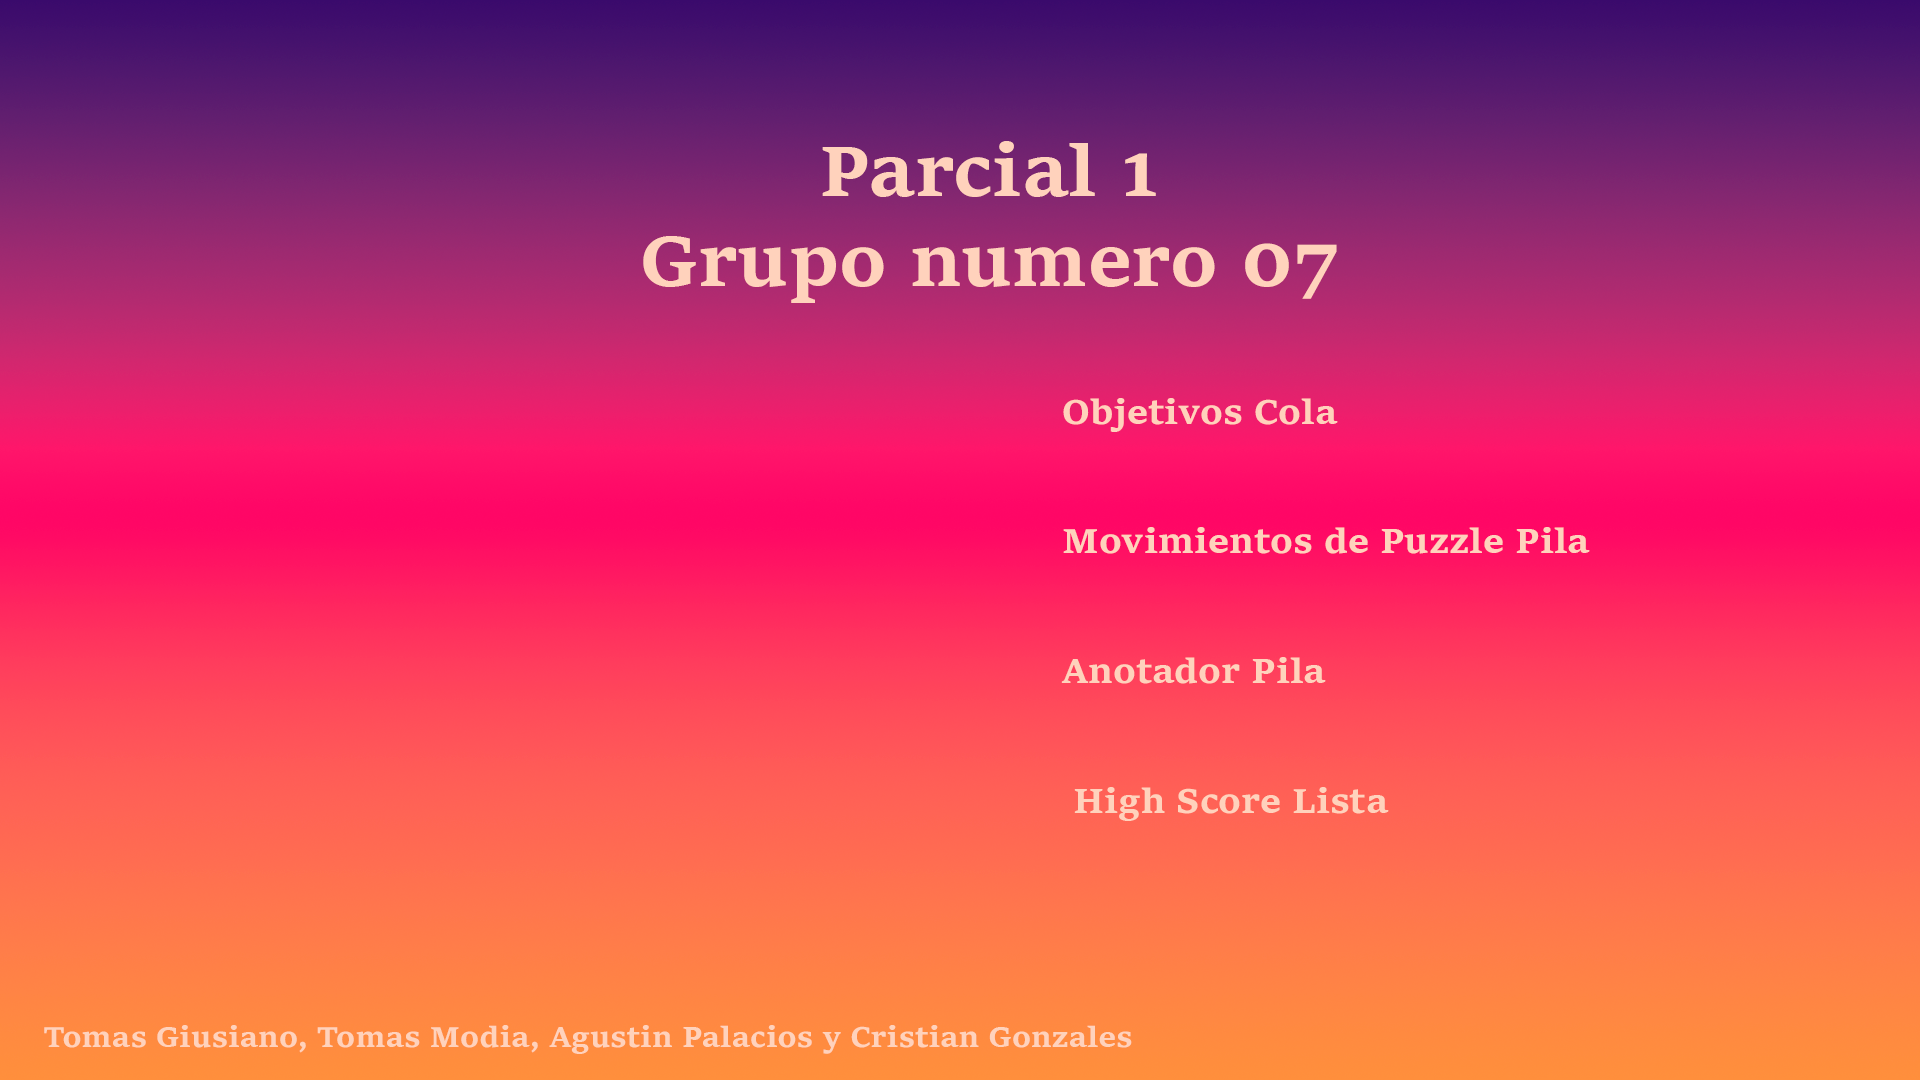 Parcial 1
Grupo numero 07
Objetivos Cola
Movimientos de Puzzle Pila
Anotador Pila
High Score Lista
Tomas Giusiano, Tomas Modia, Agustin Palacios y Cristian Gonzales